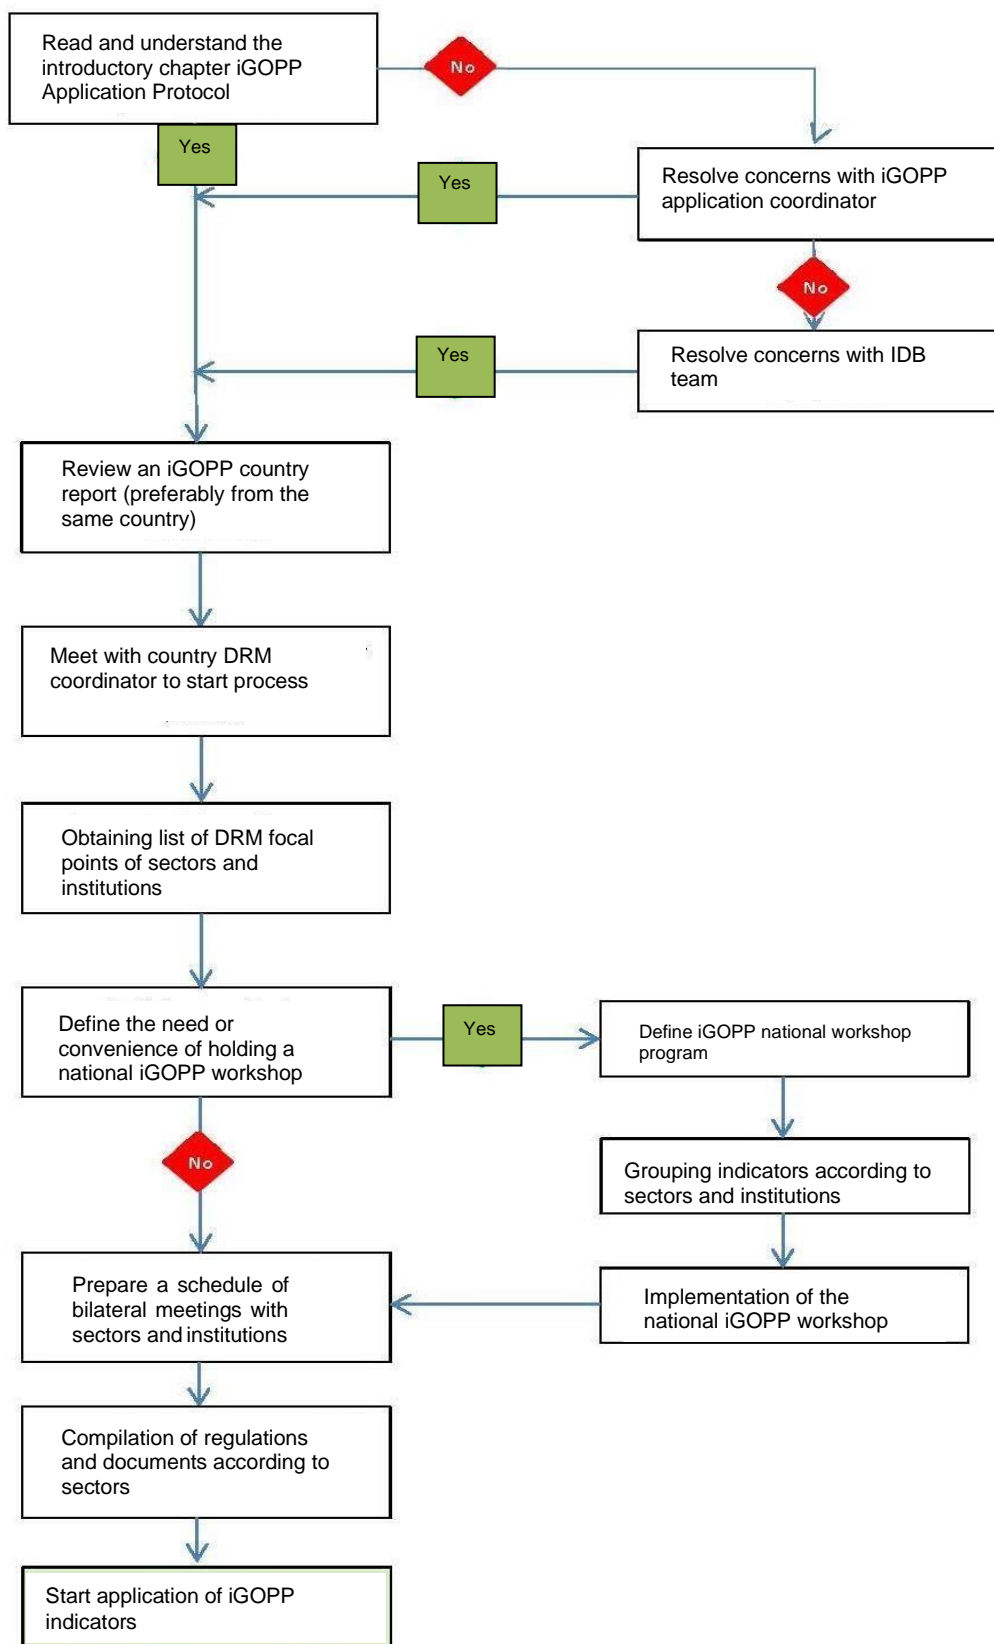 Read and understand the
introductory chapter iGOPP
Application Protocol
No
Yes
Yes
Resolve concerns with iGOPP
application coordinator
No
Yes
Resolve concerns with IDB
team
Review an iGOPP country
report (preferably from the
same country)
Meet with country DRM
coordinator to start process
Obtaining list of DRM focal
points of sectors and
institutions
Define the need or
convenience of holding a
national iGOPP workshop
Yes
Define iGOPP national workshop
program
No
Grouping indicators according to
sectors and institutions
Prepare a schedule of
bilateral meetings with
sectors and institutions
Implementation of the
national iGOPP workshop
Compilation of regulations
and documents according to
sectors
Start application of iGOPP
indicators